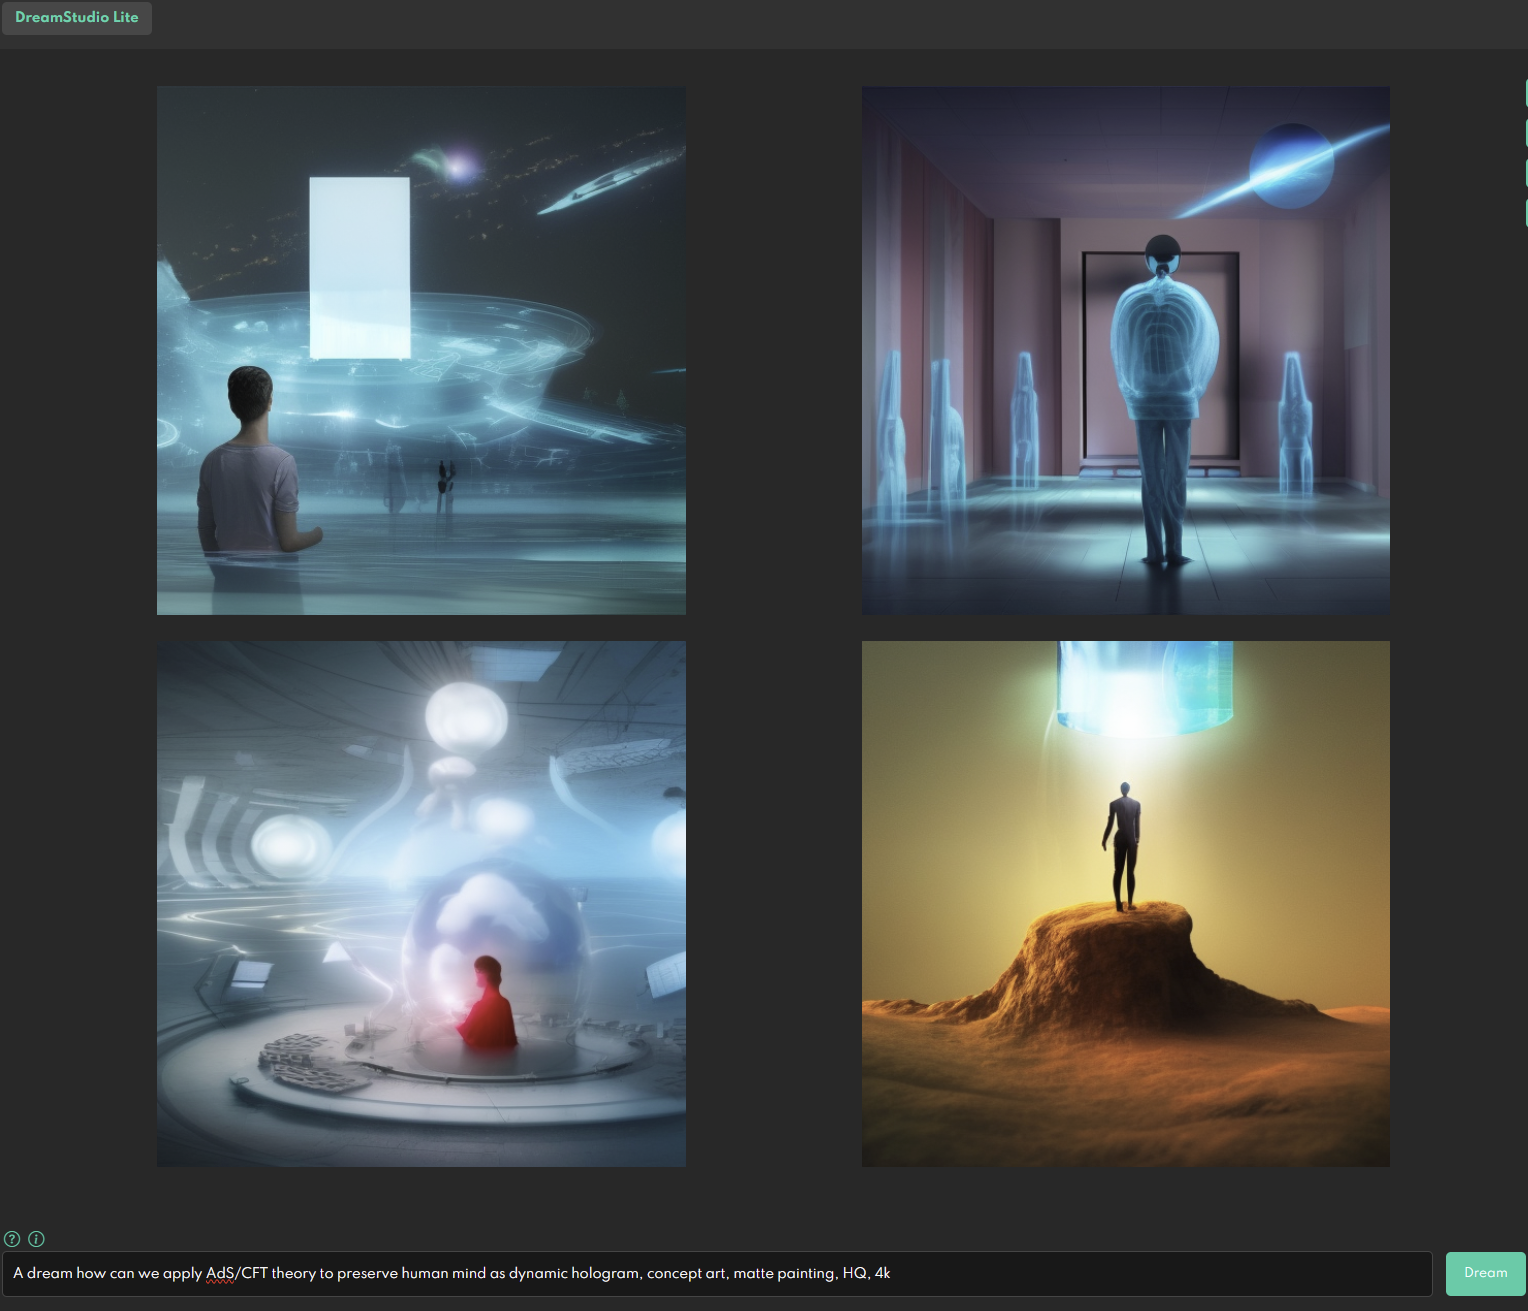 DreamStudio Lite
A dream how can we apply AdS/CFT theory to preserve human mind as dynamic hologram, concept art, matte painting, HQ, 4k
Dream